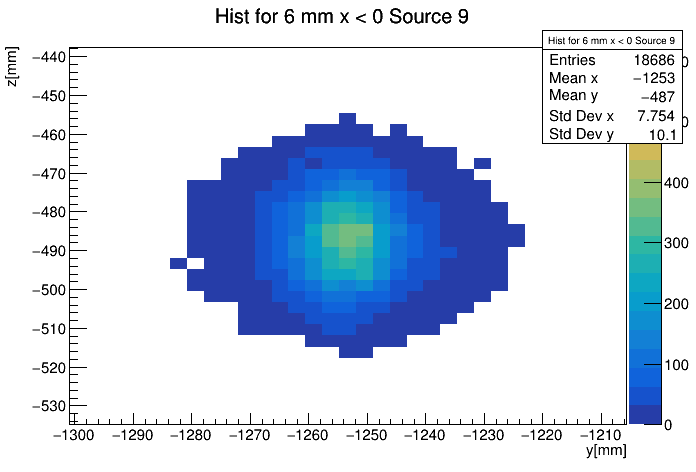 Hist for 6 mm x < 0 Source 9
z[mm]
−440
−450
−460
−470
−480
−490
−500
−510
−520
−530
Hist for 6 mm x < 0 Source 9
Entries 18686
Mean x −1253
Mean y −487
Std Dev x 7.754
Std Dev y 10.1
400
300
200
100
0
−1300 −1290 −1280 −1270 −1260 −1250 −1240 −1230 −1220 −1210
y[mm]